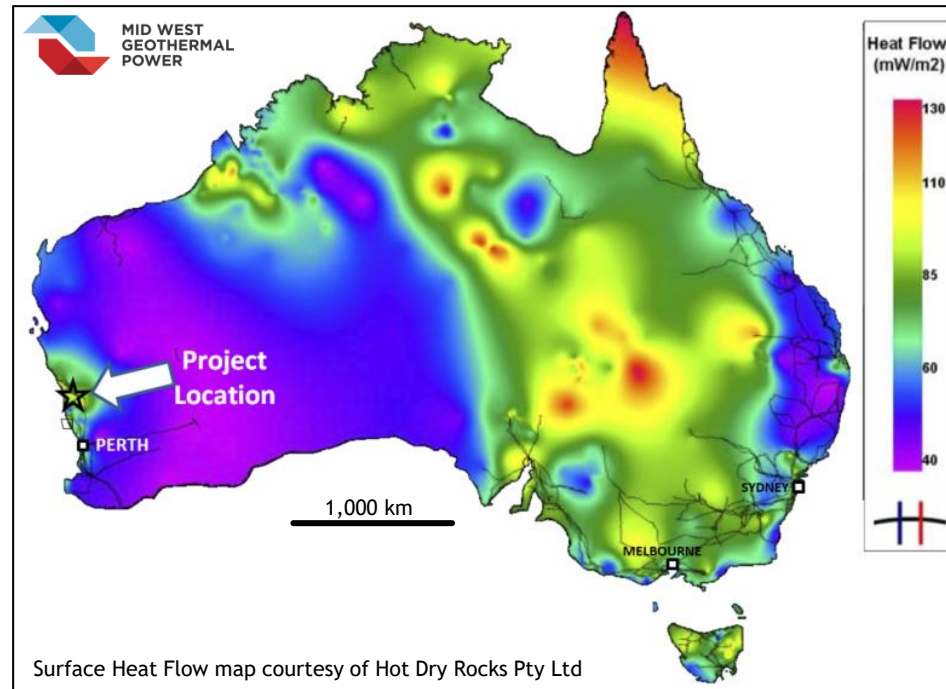 MID WEST
GEOTHERMAL
POWER
Heat Flow
(mW/m2)
130
110
85
60
40
Project
Location
PERTH
1,000 km
SYDNEY
MELBOURNE
Surface Heat Flow map courtesy of Hot Dry Rocks Pty Ltd